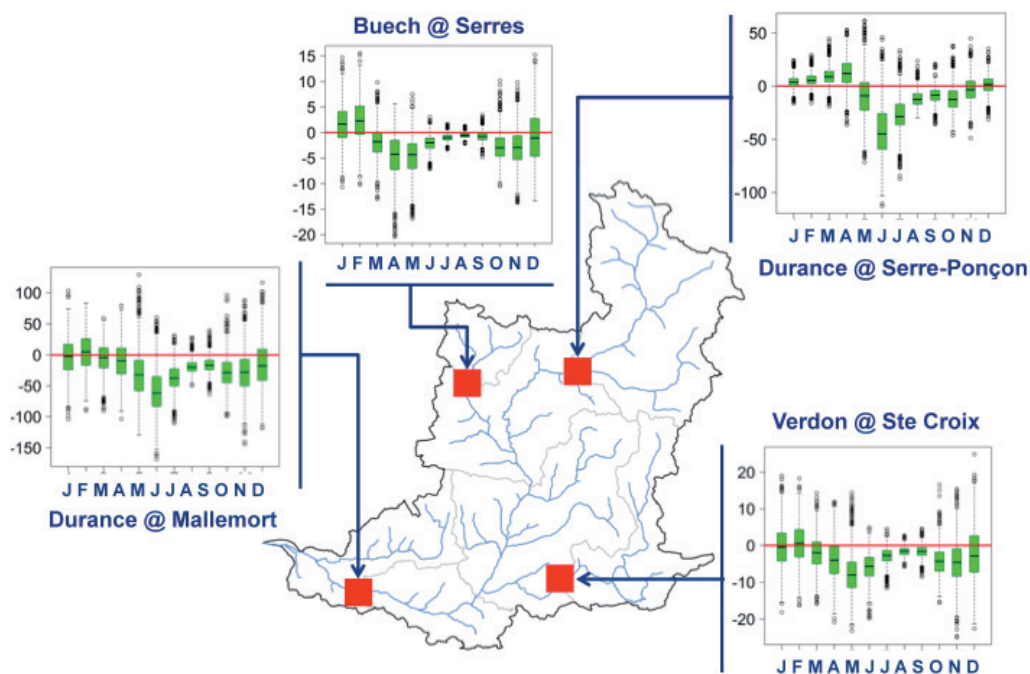 Buech @ Serres
15
10
5
0
-5
-10
-15
-20
J F M A M J J A S O N D
50
0
-50
-100
J F M A M J J A S O N D
Durance @ Serre-Ponçon
100
50
0
-50
-100
-150
J F M A M J J A S O N D
Durance @ Mallemort
Verdon @ Ste Croix
20
10
0
-10
-20
J F M A M J J A S O N D